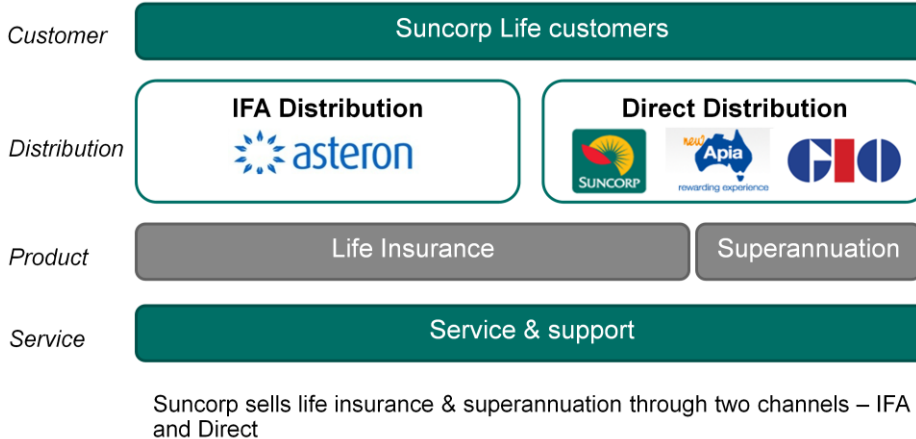 Customer
Suncorp Life customers
Distribution
IFA Distribution
asteron
Direct Distribution
SUNCORP
new?
Apia
rewarding experience
GIO
Product
Life Insurance
Superannuation
Service
Service & support
Suncorp sells life insurance & superannuation through two channels – IFA
and Direct